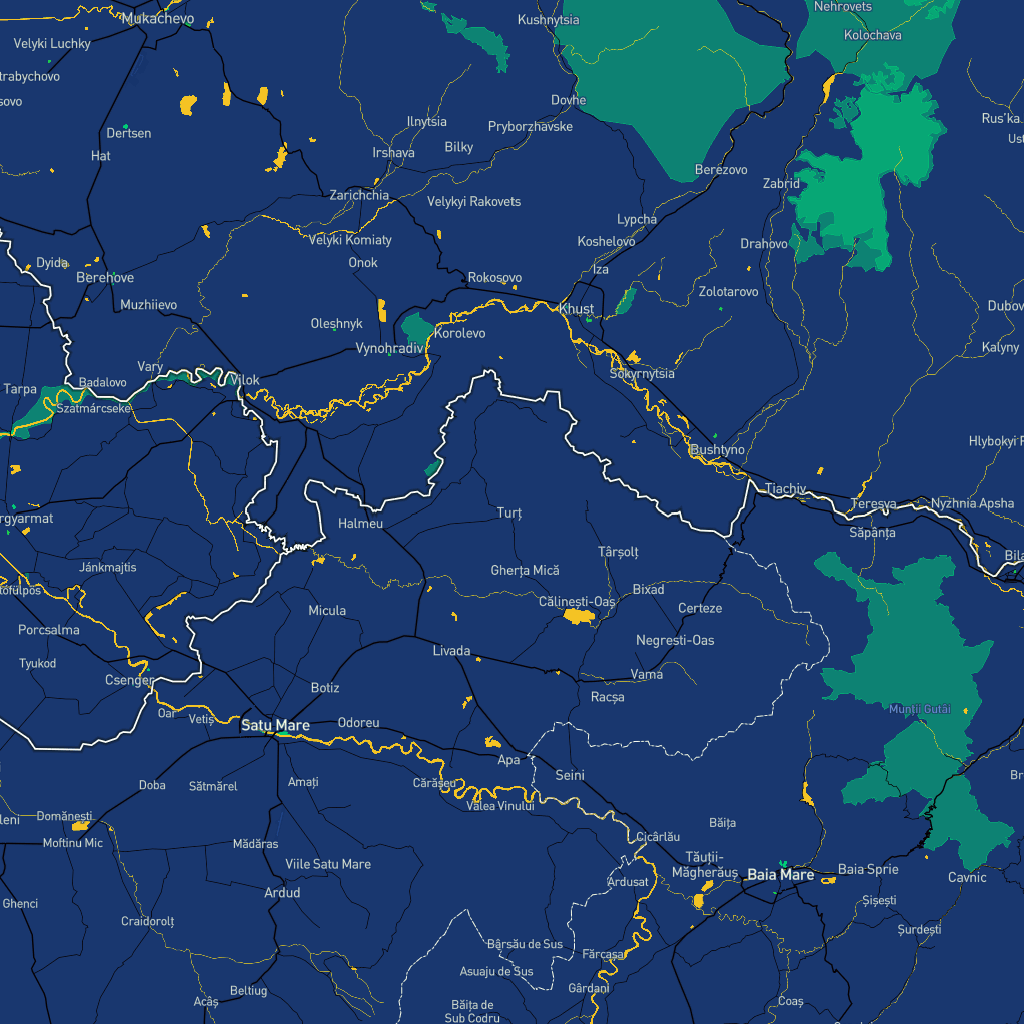 Nehrovets
Mukachevo
Kushnytsia
Kolochava
Velyki Luchky
trabychovo
Dovhe
Ilnytsia
Pryborzhavske
Dertsen
Rus'ka
Bilky
Hat
Irshava
Berezovo
Zabrid
Zarichchia
Velykyi Rakovets
Lypcha
Velyki Komiaty
Koshelovo
Drahovo
Dyida
Onok
Iza
Berehove
Rokosovo
Zolotarovo
Muzhiievo
Khust
Oleshnyk
Korolevo
Kalyny
Vynohradiv
Vary
Sokyrnytsia
Vilok
Badalovo
Tarpa
Szatmárcseke
Hlybokyi
Bushtyno
Tiachiv
Teresva
Nyzhnia Apsha
rgyarmat
Halmeu
Turț
Săpânța
Bila
Târșolț
Jánkmajtis
Gherța Mică
Bixad
Călinești-Oaș
Certeze
Micula
Porcsalma
Negresti-Oas
Livada
Tyukod
Vama
Csenger
Botiz
Racșa
Oar
Vetiș
Munții Gutâi
Satu Mare
Odoreu
Apa
Seini
Doba
Sătmărel
Amați
Cărășeu
Valea Vinului
Domănești
Băița
Cicârlău
Moftinu Mic
Mădăras
Tăuții-
Măgherăuș
Viile Satu Mare
Baia Mare
Baia Sprie
Cavnic
Ardusat
Ardud
Ghenci
Șișești
Craidorolț
Șurdești
Bârsău de Sus
Fărcașa
Asuaju de Sus
Gârdani
Beltiug
Acâș
Coaș
Băița de
Sub Codru